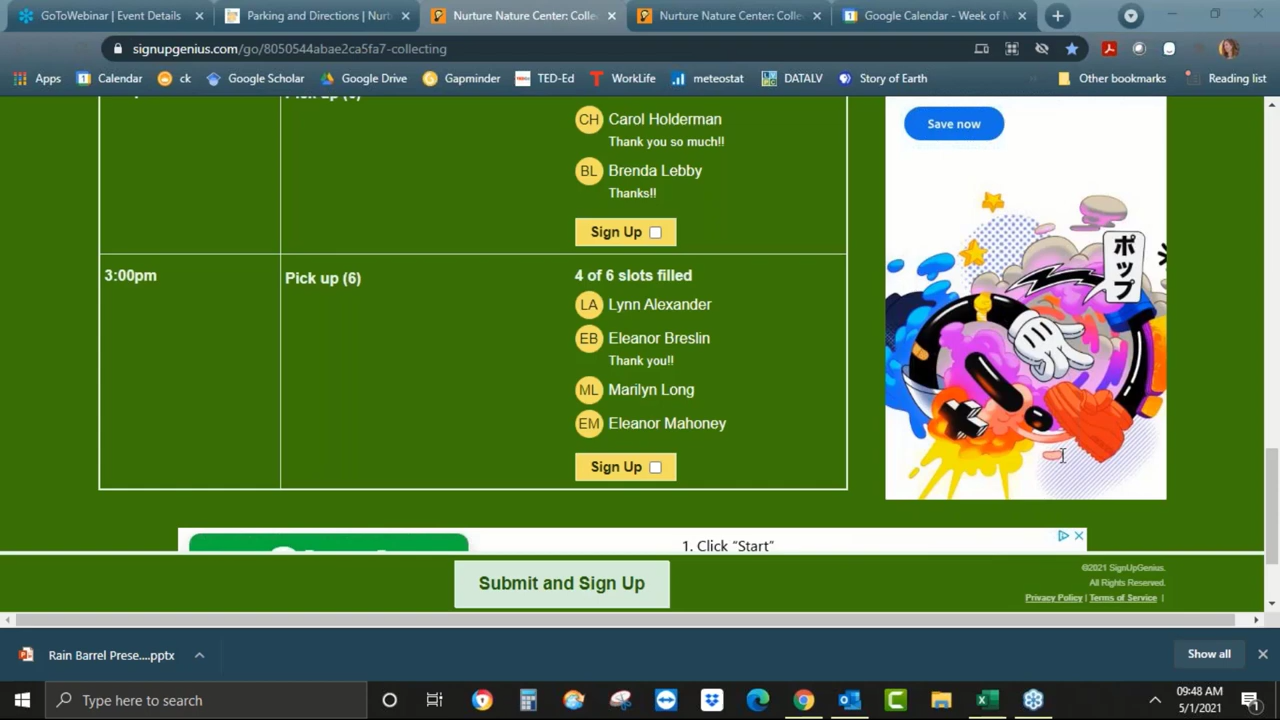 GoToWebinar | Event Details
Parking and Directions | Nurt
Nurture Nature Center: Colle
Nurture Nature Center: Colle
Google Calendar - Week of M
signupgenius.com/go/8050544abae2ca5fa7-collecting
Apps
Calendar
ck
Google Scholar
Google Drive
Gapminder
TED-Ed
WorkLife
meteostat
DATALV
Story of Earth
Other bookmarks
Reading list
CH Carol Holderman
Thank you so much!!
BL Brenda Lebby
Thanks!!
Sign Up
3:00pm
Pick up (6)
4 of 6 slots filled
LA Lynn Alexander
EB Eleanor Breslin
Thank you!!
ML Marilyn Long
EM Eleanor Mahoney
Sign Up
Save now
ポップ
1. Click “Start”
Submit and Sign Up
©2021 SignUpGenius.
All Rights Reserved.
Privacy Policy | Terms of Service |
Rain Barrel Prese....pptx
Show all
Type here to search
09:48 AM
5/1/2021
1